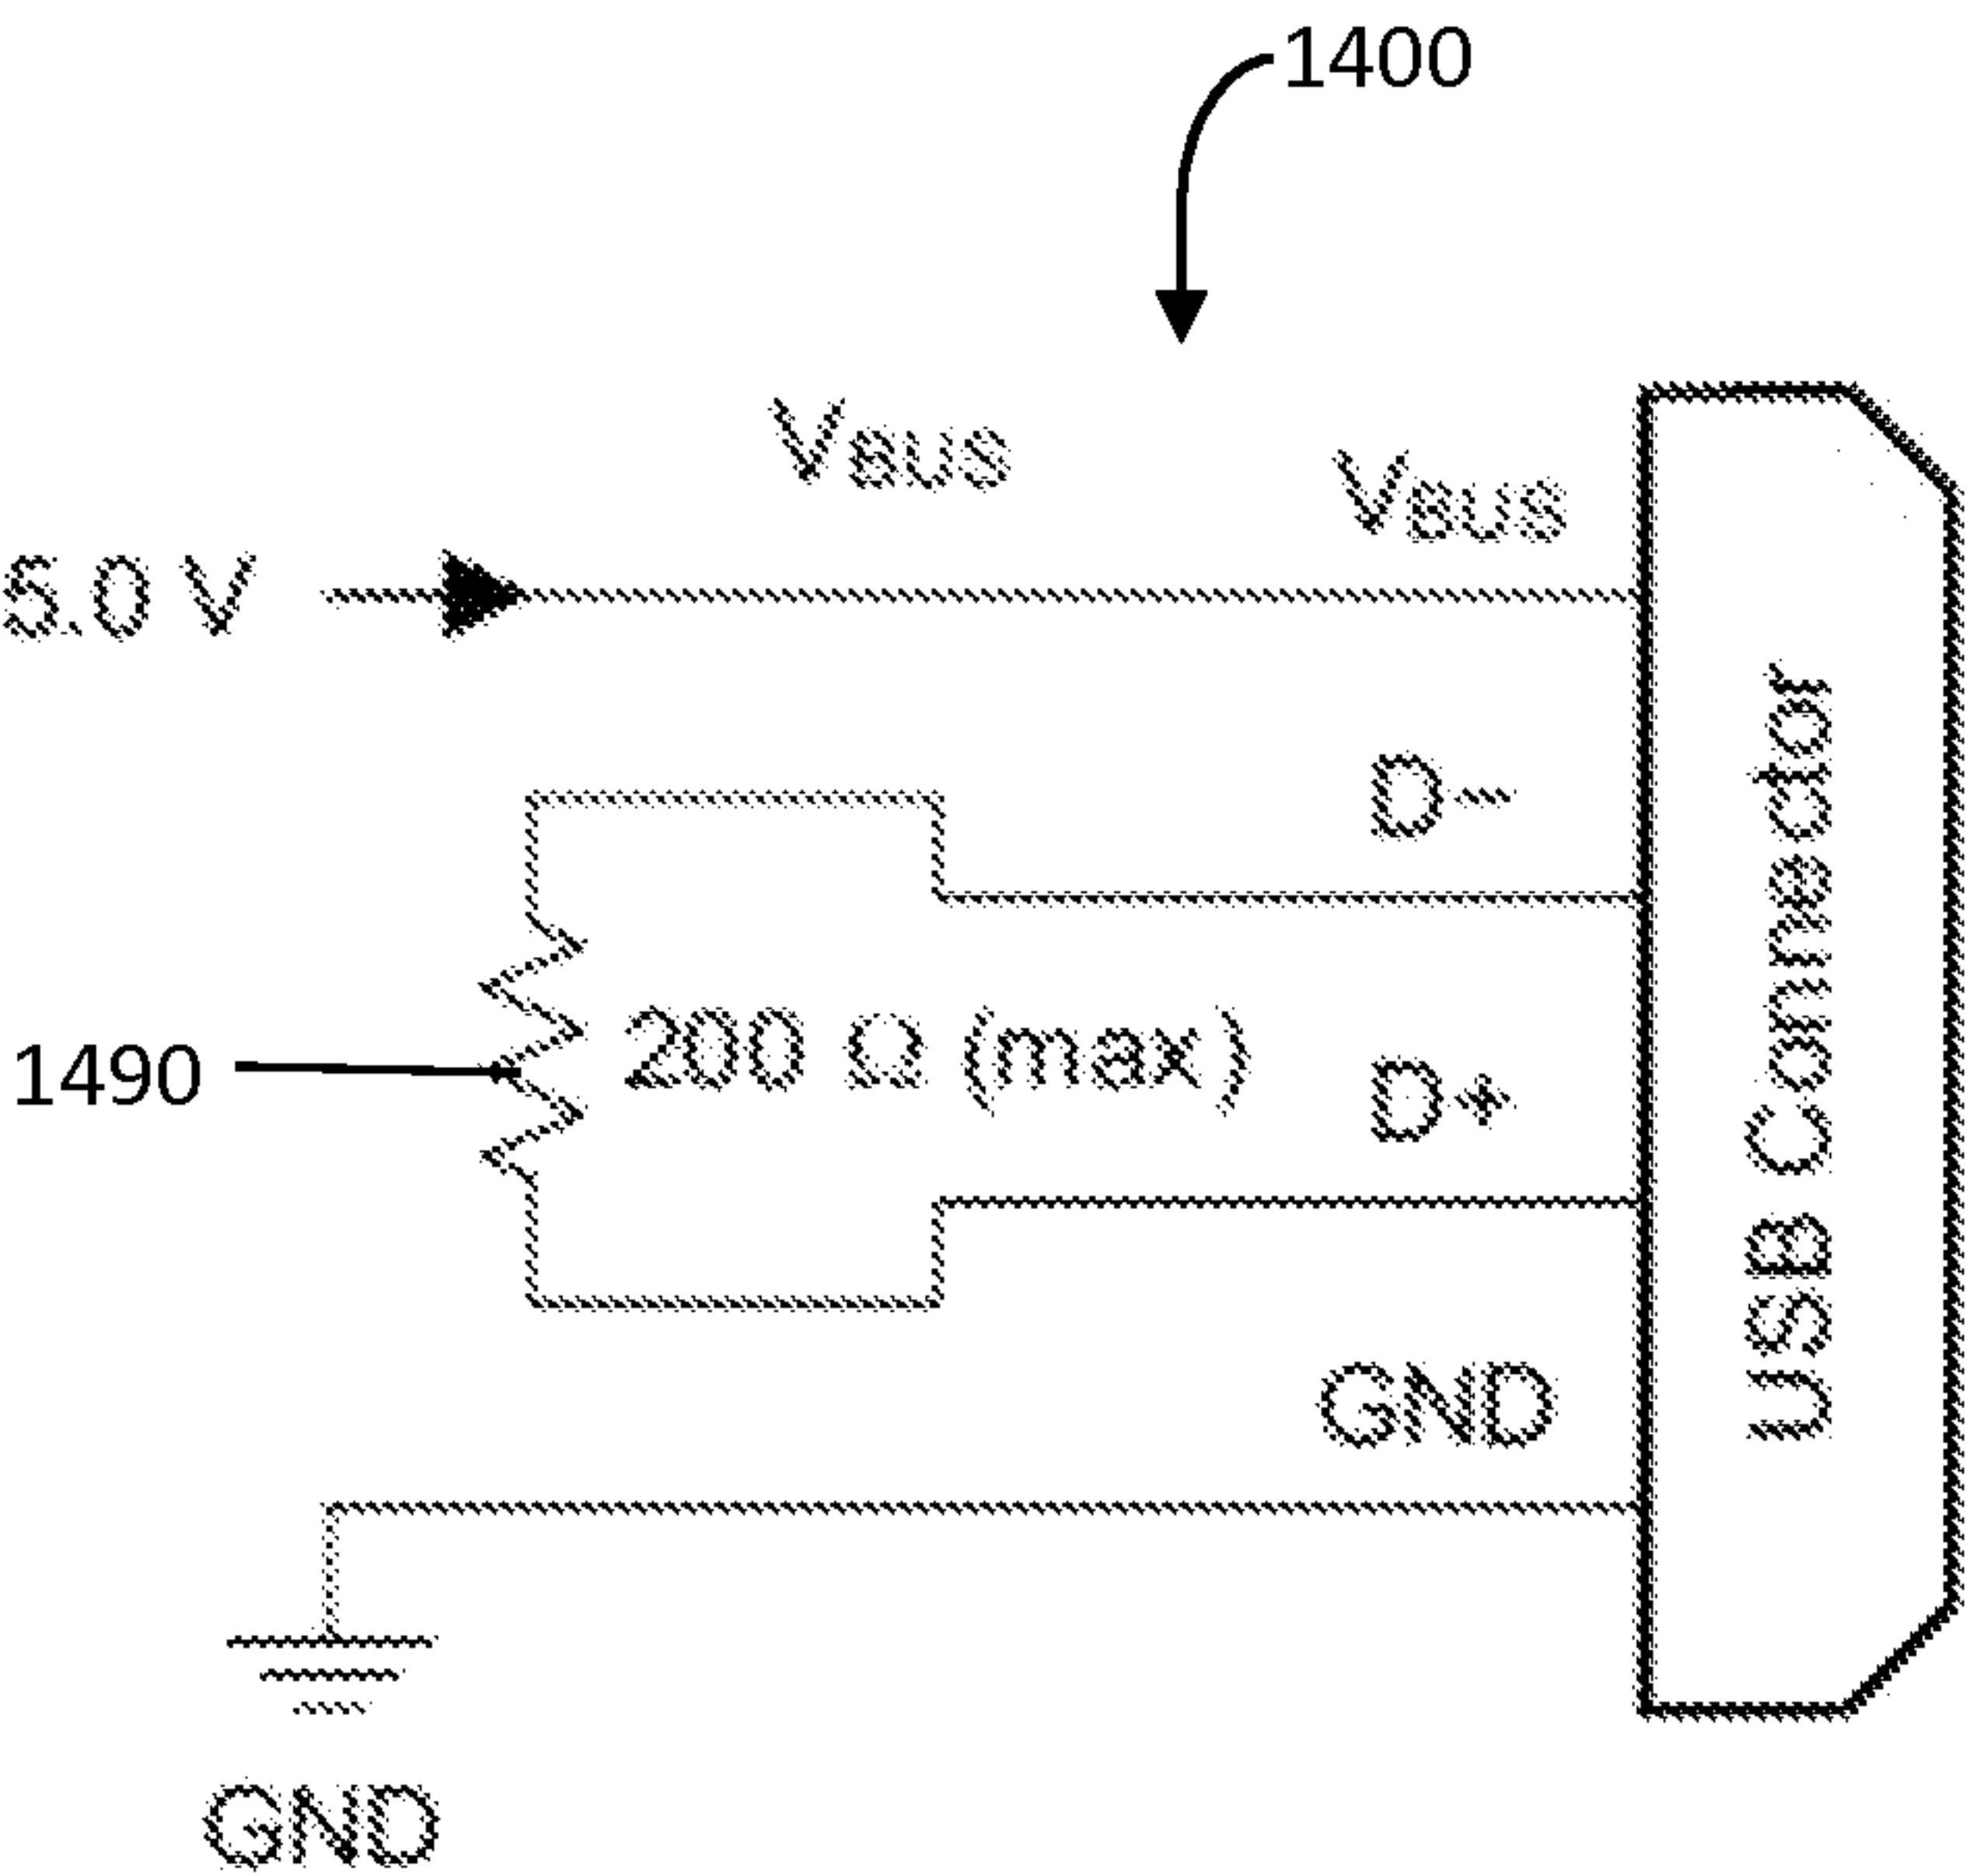 1400
VBUS
VBUS
5.0 V
D-
1490
200 Ω (max)
D+
USB Connector
GND
GND